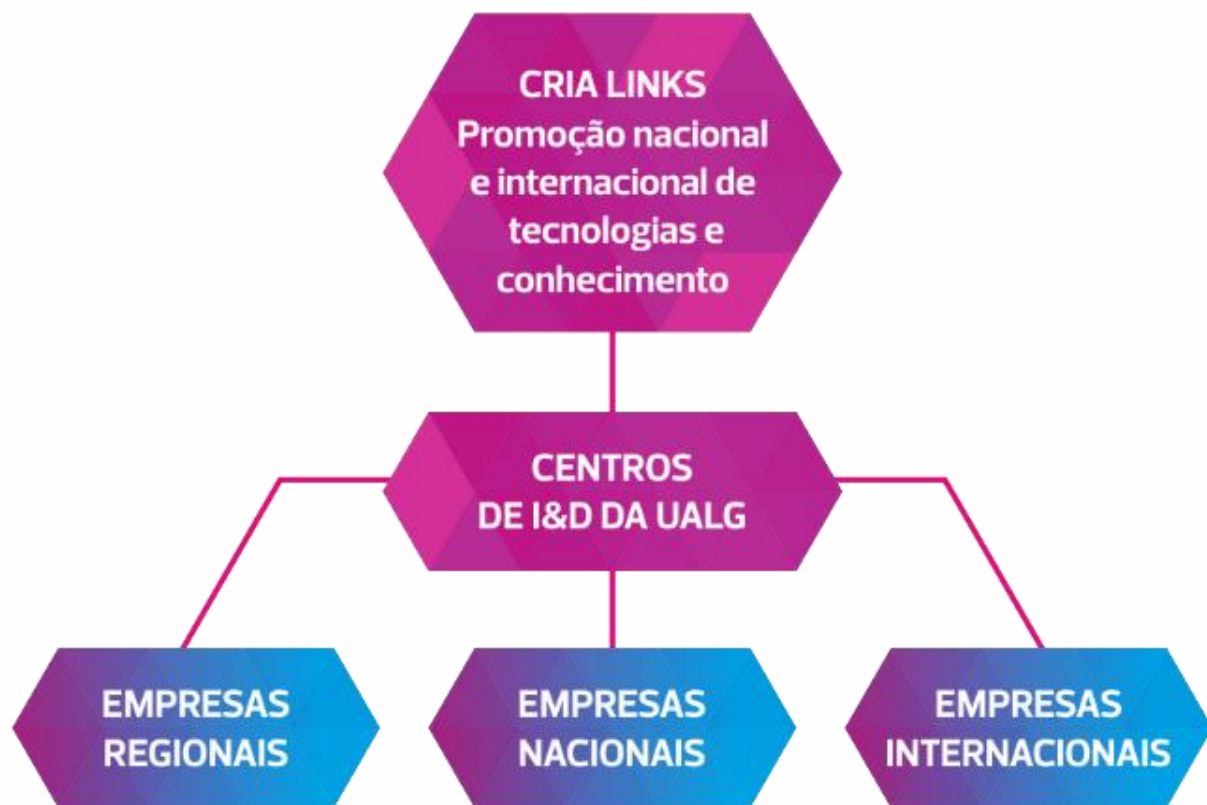 CRIA LINKS
Promoção nacional
e internacional de
tecnologias e
conhecimento
CENTROS
DE I&D DA UALG
EMPRESAS
REGIONAIS
EMPRESAS
NACIONAIS
EMPRESAS
INTERNACIONAIS